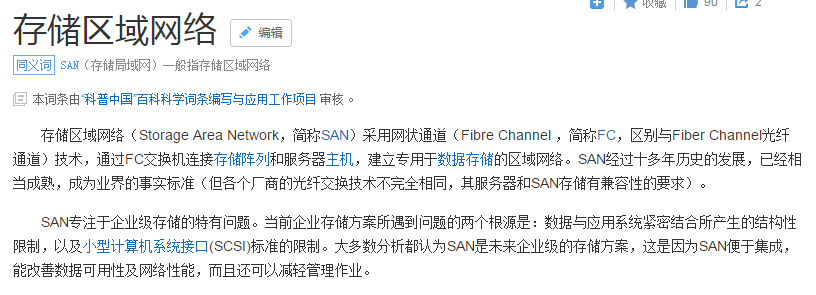 存储区域网络 编辑
收藏 90 2
同义词 SAN（存储局域网）一般指存储区域网络
本词条由“科普中国”百科科学词条编写与应用工作项目 审核 。
存储区域网络（Storage Area Network，简称SAN）采用网状通道（Fibre Channel ，简称FC，区别与Fiber Channel光纤
通道）技术，通过FC交换机连接存储阵列和服务器主机，建立专用于数据存储的区域网络。SAN经过十多年历史的发展，已经相
当成熟，成为业界的事实标准（但各个厂商的光纤交换技术不完全相同，其服务器和SAN存储有兼容性的要求）。
SAN专注于企业级存储的特有问题。当前企业存储方案所遇到问题的两个根源是：数据与应用系统紧密结合所产生的结构性
限制，以及小型计算机系统接口(SCSI)标准的限制。大多数分析都认为SAN是未来企业级的存储方案，这是因为SAN便于集成，
能改善数据可用性及网络性能，而且还可以减轻管理作业。